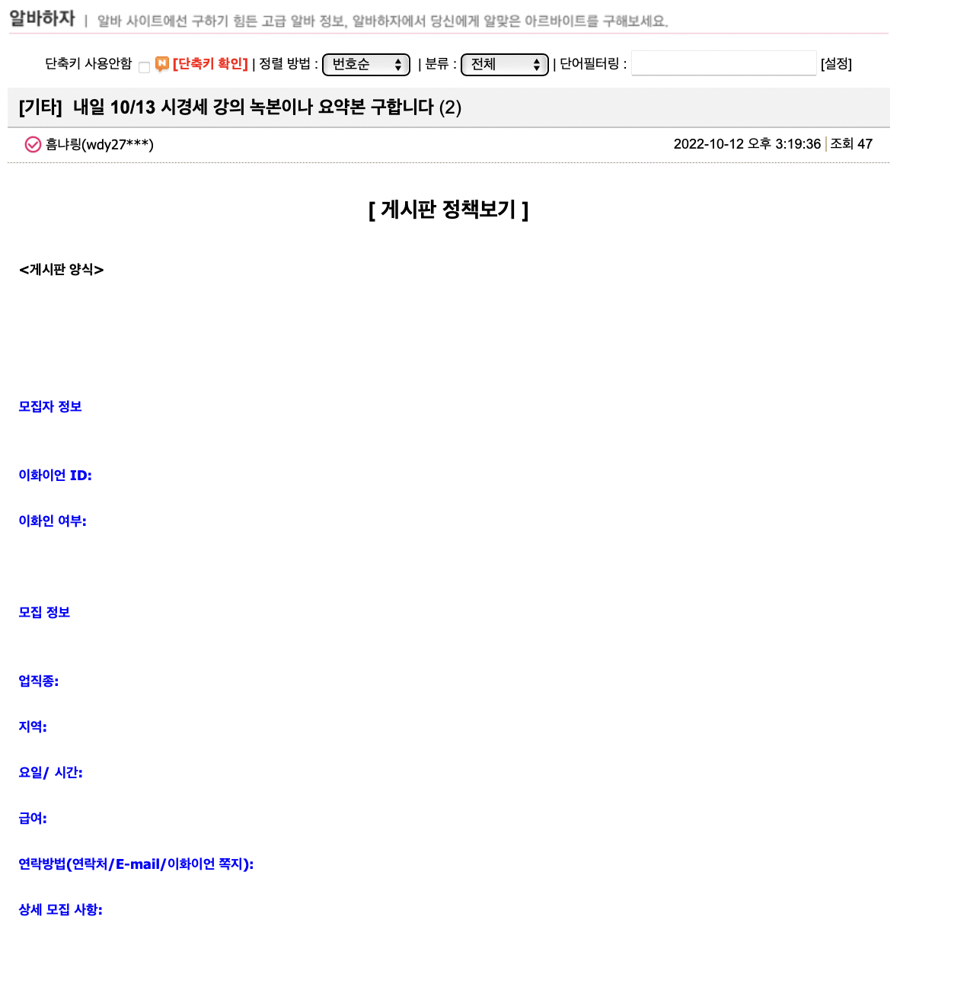 알바하자 | 알바 사이트에선 구하기 힘든 고급 알바 정보, 알바하자에서 당신에게 알맞은 아르바이트를 구해보세요.
단축키 사용안함 N [단축키 확인] | 정렬 방법 : 번호순 | 분류 : 전체 | 단어필터링 : [설정]
[기타] 내일 10/13 시경세 강의 녹본이나 요약본 구합니다 (2)
흠냐륑(wdy27***) 2022-10-12 오후 3:19:36 | 조회 47
[ 게시판 정책보기 ]
<게시판 양식>
모집자 정보
이화이언 ID:
이화인 여부:
모집 정보
업직종:
지역:
요일/ 시간:
급여:
연락방법(연락처/E-mail/이화이언 쪽지):
상세 모집 사항: